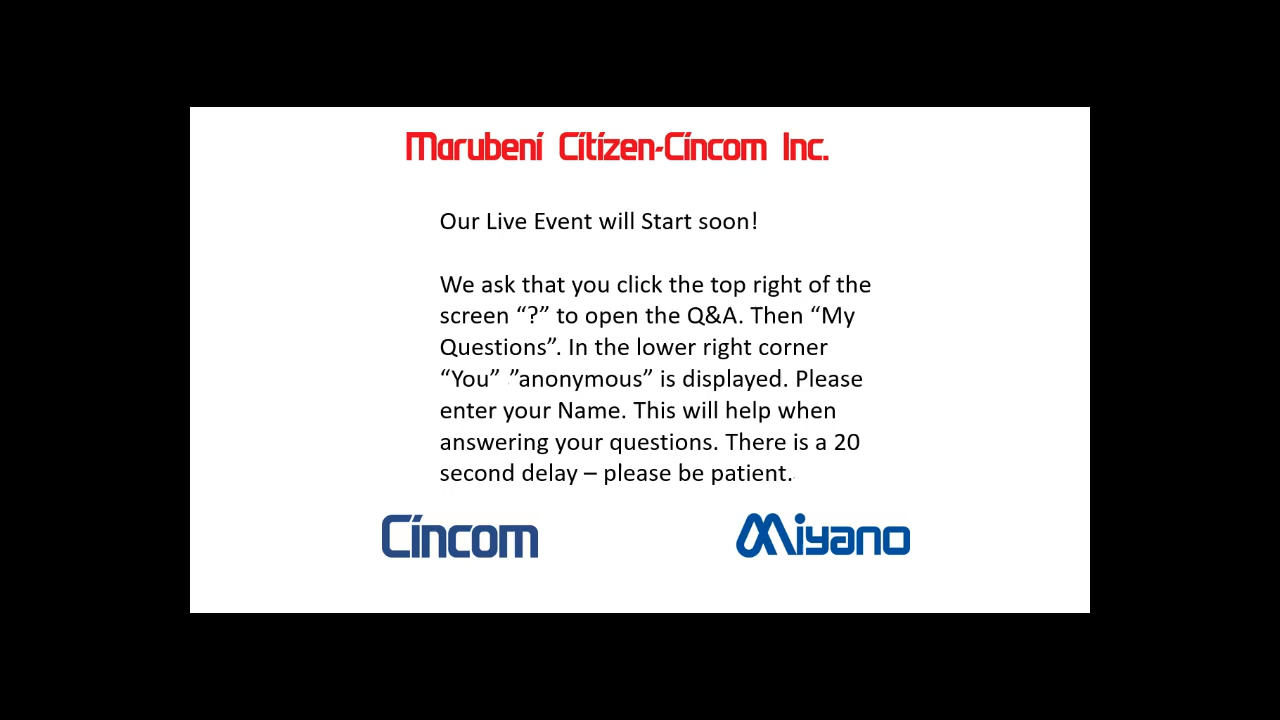 Marubeni Citizen-Cincom Inc.
Our Live Event will Start soon!
We ask that you click the top right of the
screen “?” to open the Q&A. Then “My
Questions”. In the lower right corner
“You” ”anonymous” is displayed. Please
enter your Name. This will help when
answering your questions. There is a 20
second delay – please be patient.
Cincom
Miyano